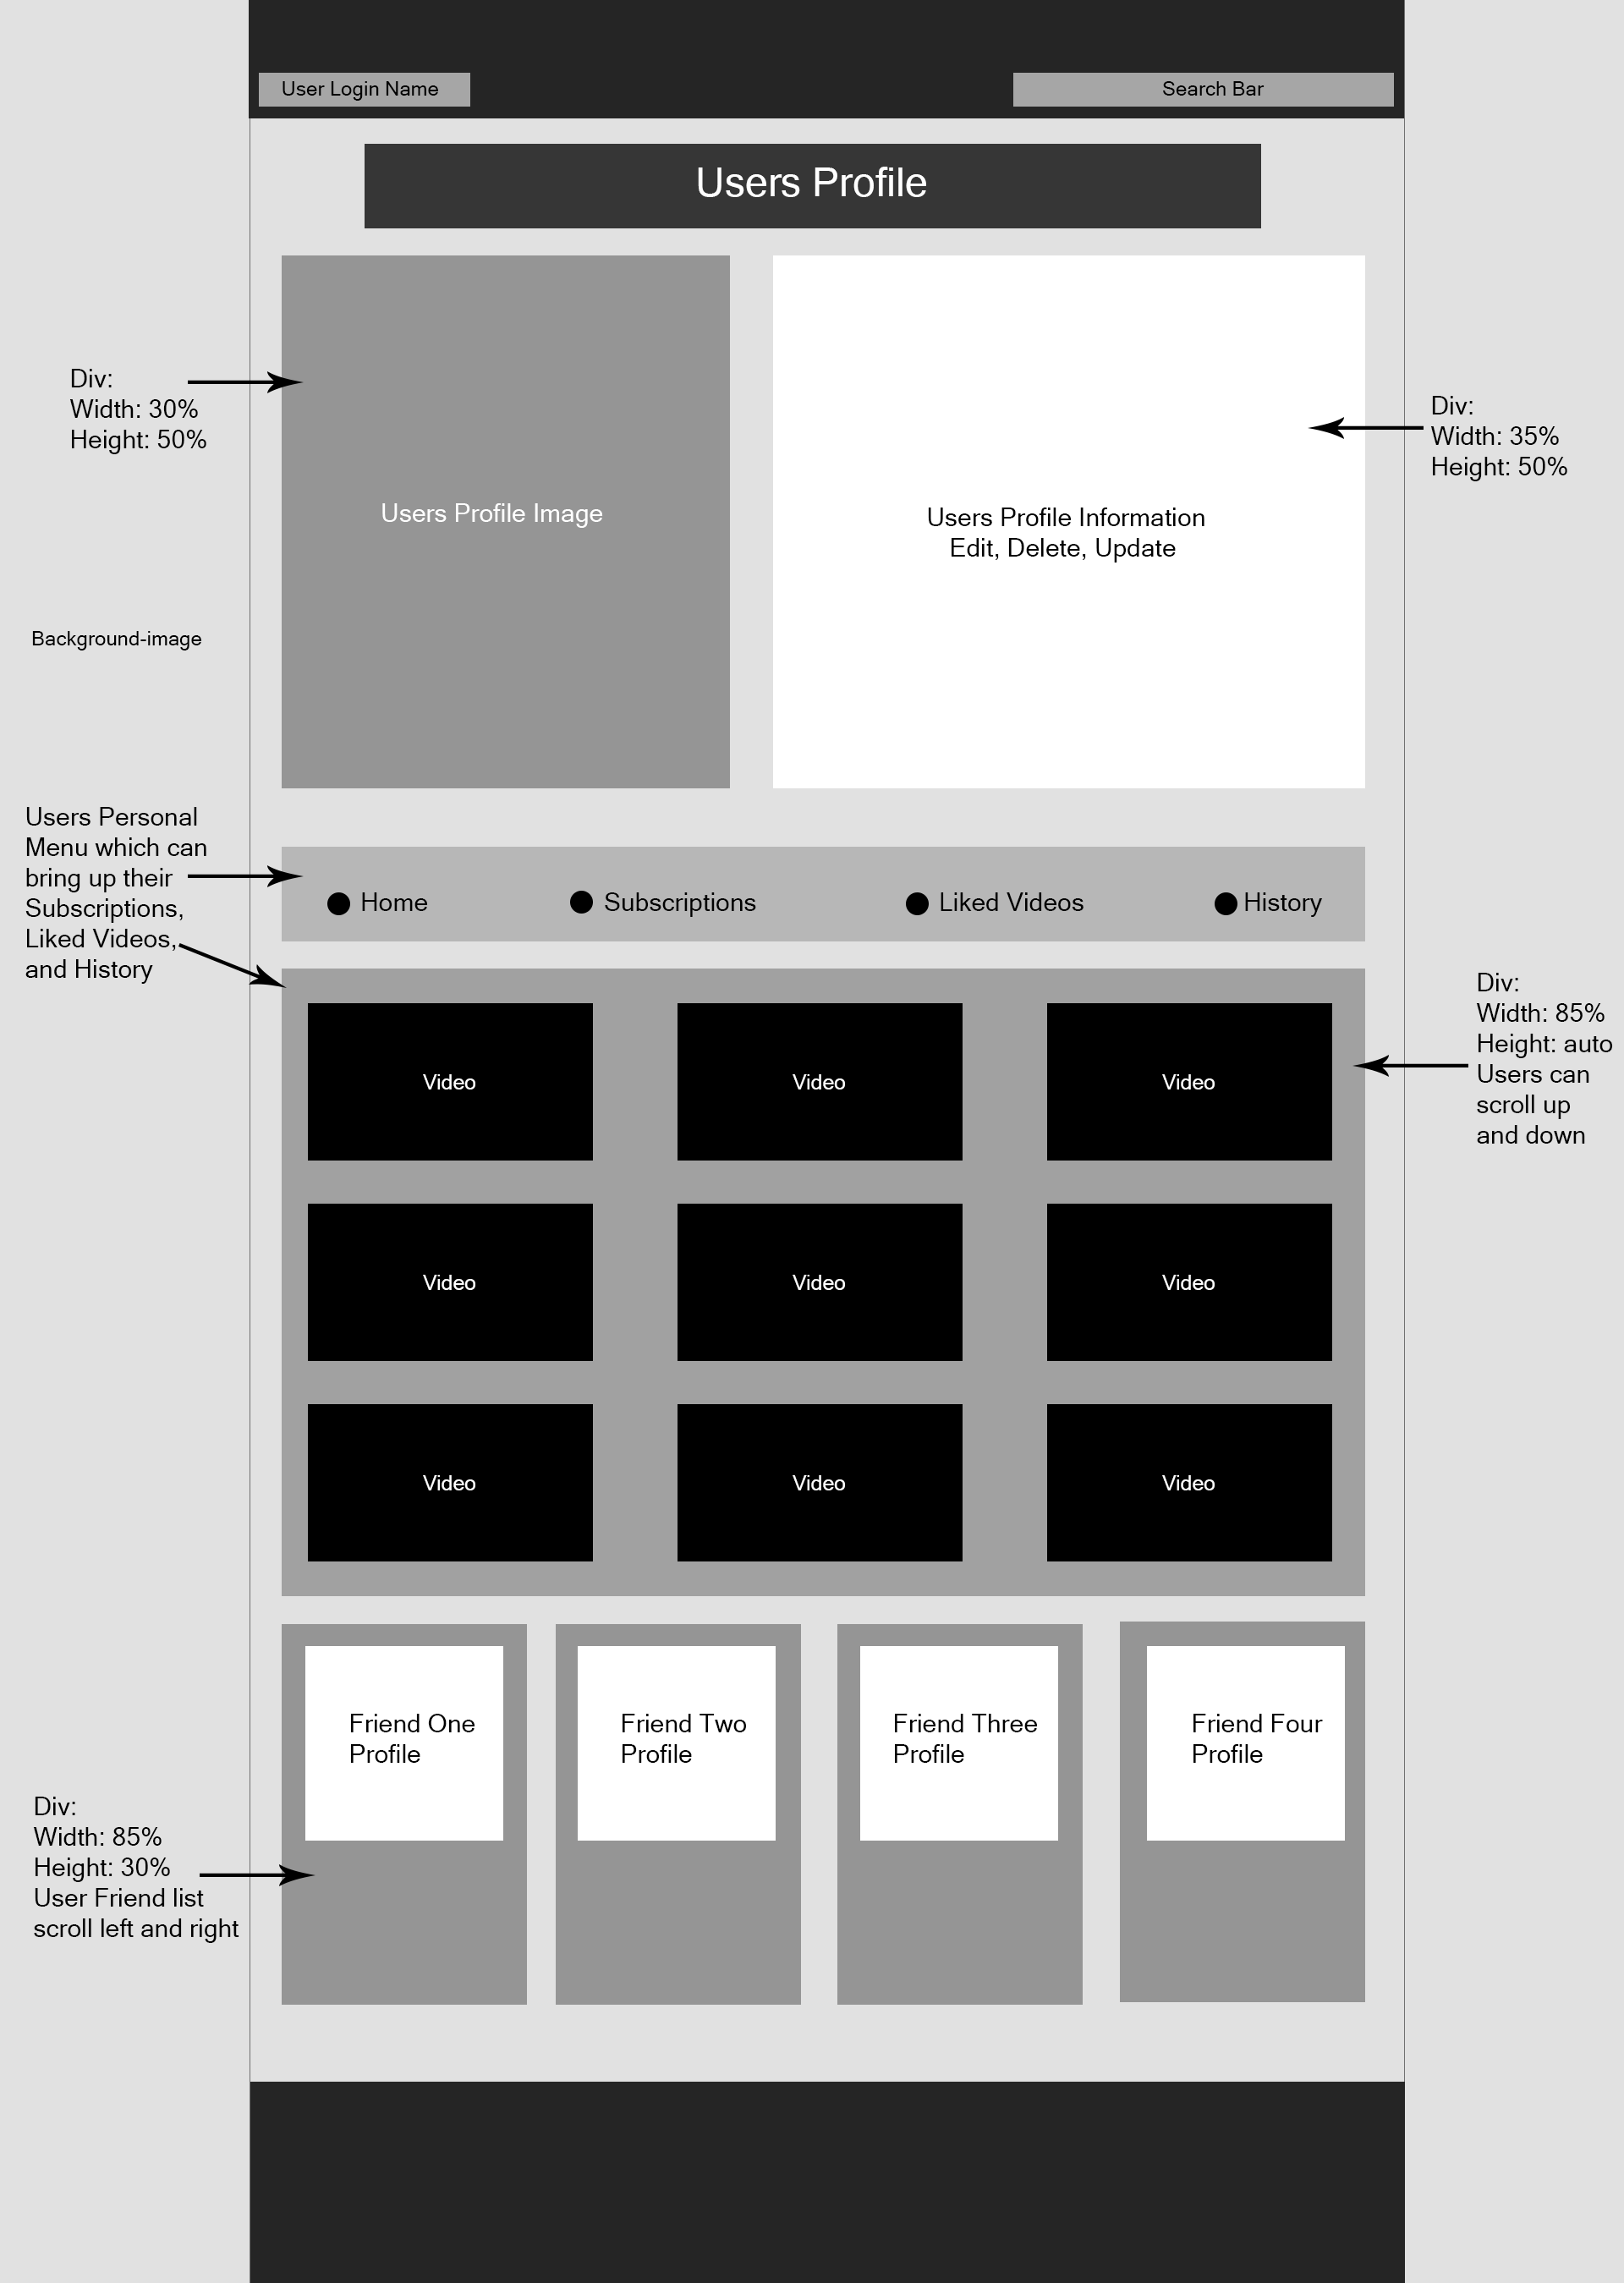 User Login Name
Search Bar
Users Profile
Div:
Width: 30%
Height: 50%
Div:
Width: 35%
Height: 50%
Users Profile Image
Users Profile Information
Edit, Delete, Update
Background-image
Users Personal
Menu which can
bring up their
Subscriptions,
Liked Videos,
and History
Home
Subscriptions
Liked Videos
History
Div:
Width: 85%
Height: auto
Users can
scroll up
and down
Video
Video
Video
Video
Video
Video
Video
Video
Video
Friend One
Profile
Friend Two
Profile
Friend Three
Profile
Friend Four
Profile
Div:
Width: 85%
Height: 30%
User Friend list
scroll left and right